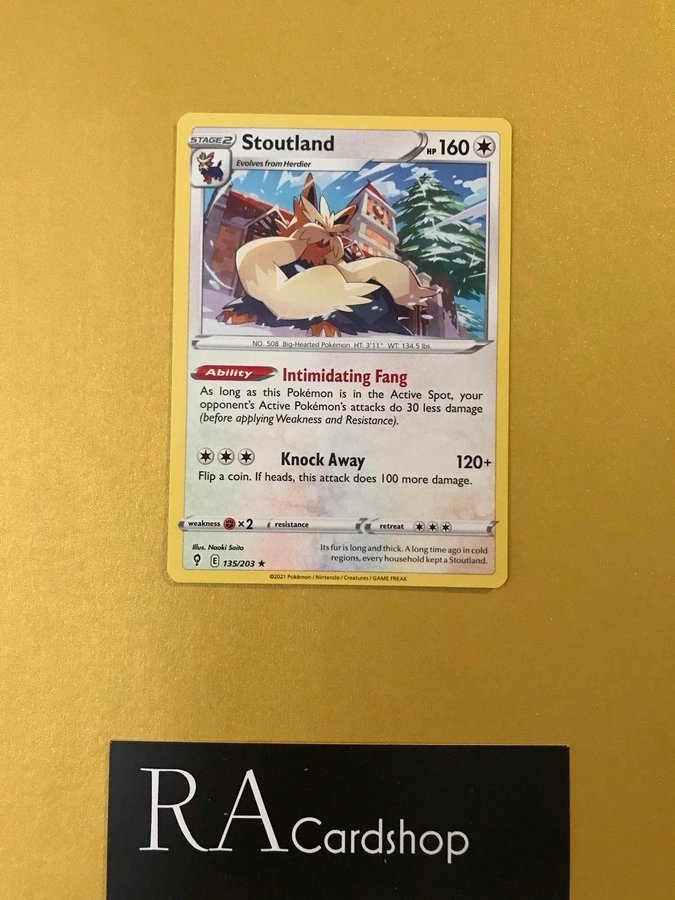 STAGE2 Stoutland HP 160
Evolves from Herdier
NO. 508 Big-Hearted Pokémon HT: 3'11" WT: 134.5 lbs.
Ability Intimidating Fang
As long as this Pokémon is in the Active Spot, your
opponent's Active Pokémon's attacks do 30 less damage
(before applying Weakness and Resistance).
Knock Away 120+
Flip a coin. If heads, this attack does 100 more damage.
weakness ×2 resistance retreat
Illus. Naoki Saito
Its fur is long and thick. A long time ago in cold
regions, every household kept a Stoutland.
E 135/203 ★
©2021 Pokémon / Nintendo / Creatures / GAME FREAK
RA Cardshop